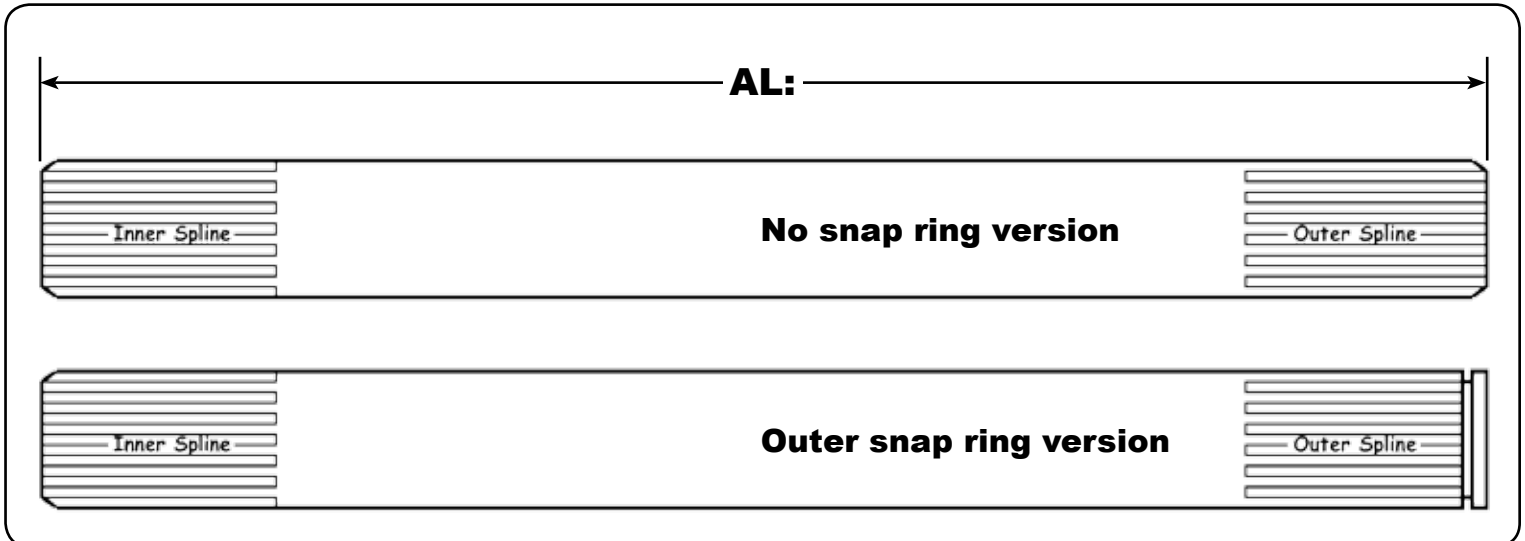 AL:
Inner Spline
No snap ring version
Outer Spline
Inner Spline
Outer snap ring version
Outer Spline